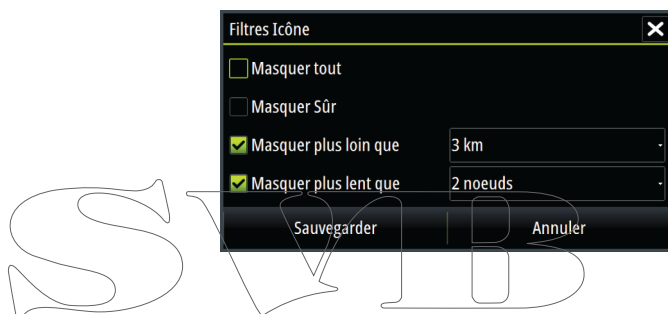 Filtres Icône
Masquer tout
Masquer Sûr
Masquer plus loin que 3 km
Masquer plus lent que 2 noeuds
Sauvegarder Annuler
SVB